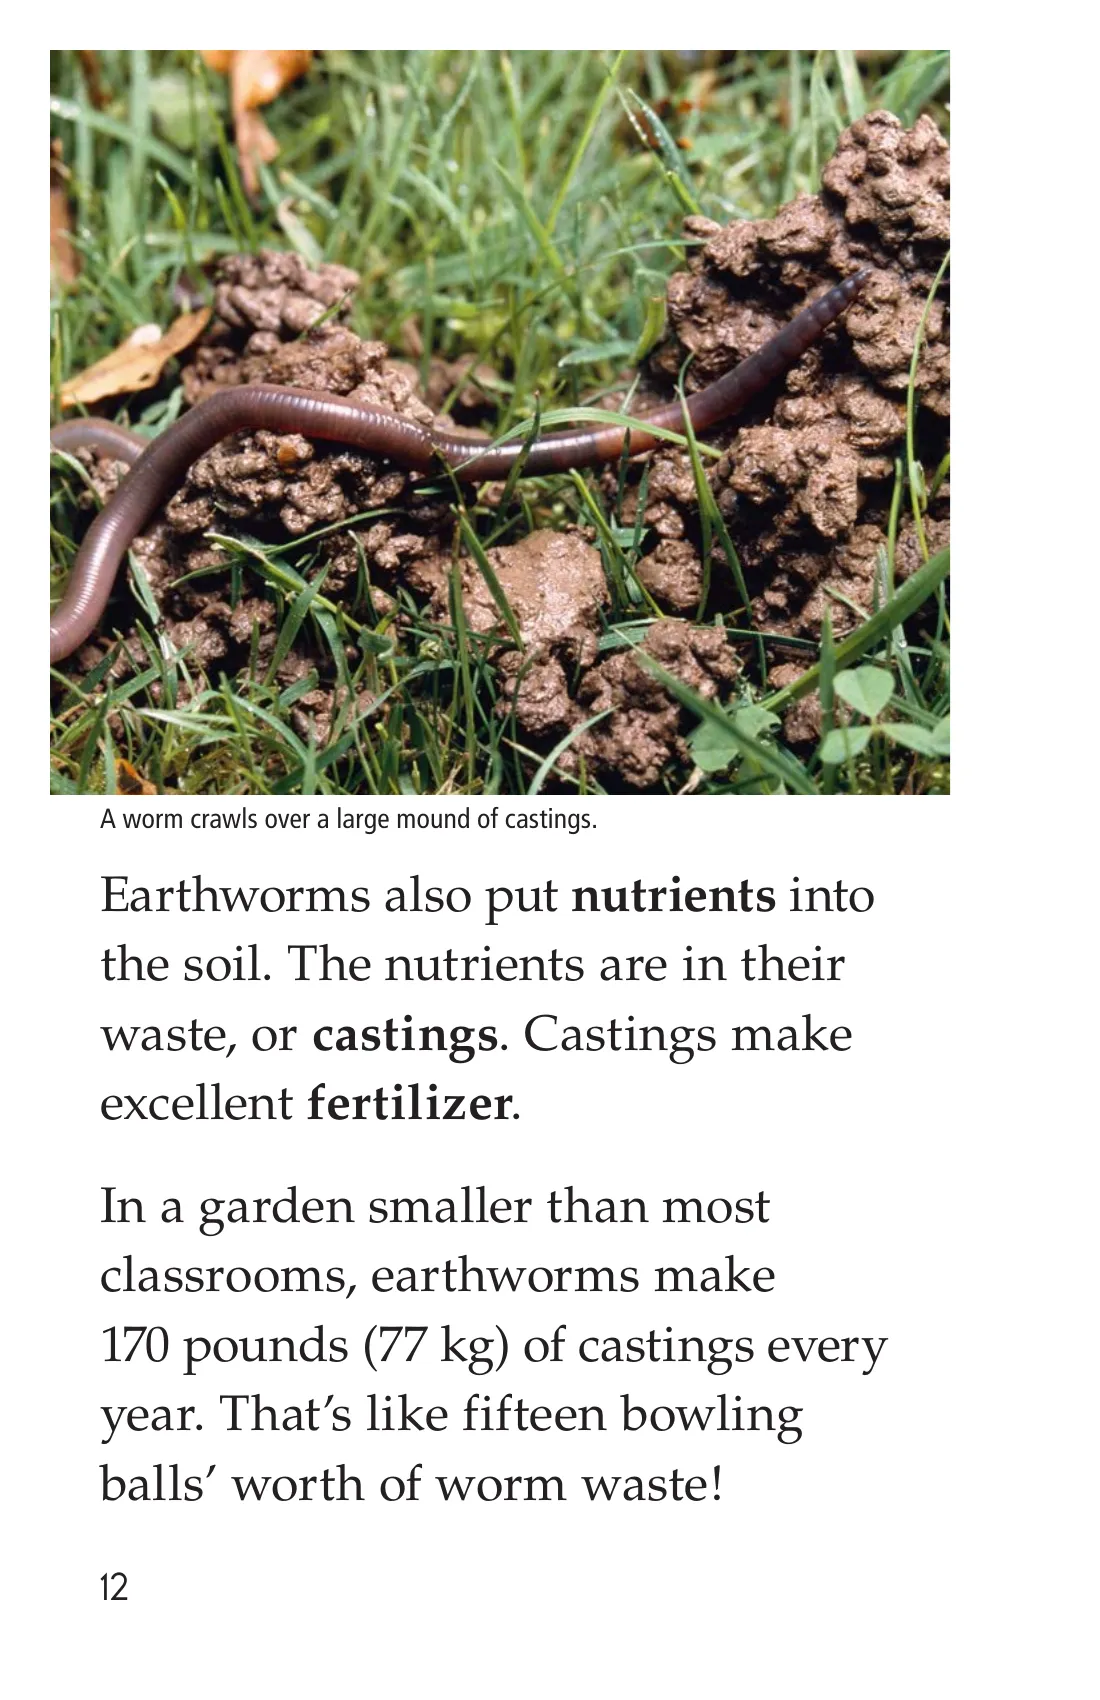 A worm crawls over a large mound of castings.
Earthworms also put nutrients into
the soil. The nutrients are in their
waste, or castings. Castings make
excellent fertilizer.
In a garden smaller than most
classrooms, earthworms make
170 pounds (77 kg) of castings every
year. That’s like fifteen bowling
balls’ worth of worm waste!
12